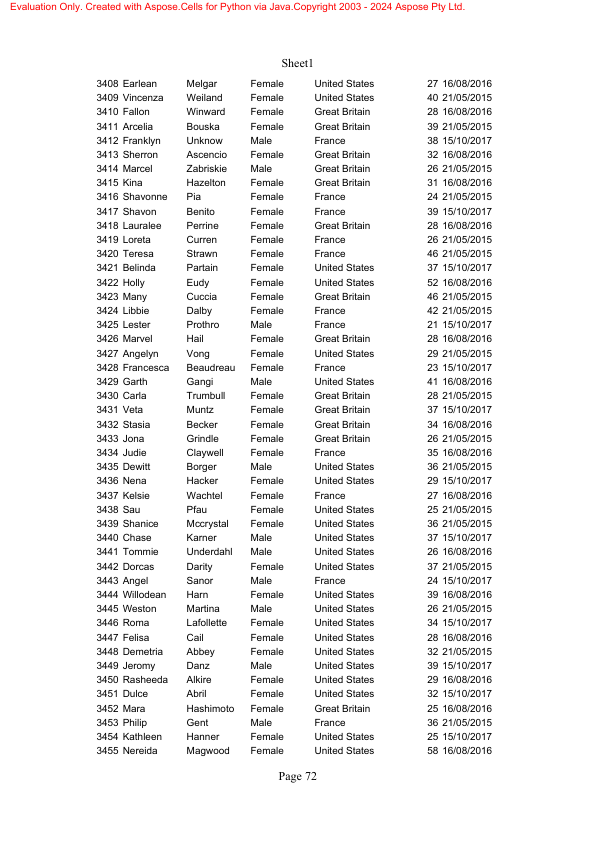 Evaluation Only. Created with Aspose.Cells for Python via Java.Copyright 2003 - 2024 Aspose Pty Ltd.
Sheet1
3408 Earlean Melgar Female United States 27 16/08/2016
3409 Vincenza Weiland Female United States 40 21/05/2015
3410 Fallon Winward Female Great Britain 28 16/08/2016
3411 Arcelia Bouska Female Great Britain 39 21/05/2015
3412 Franklyn Unknow Male France 38 15/10/2017
3413 Sherron Ascencio Female Great Britain 32 16/08/2016
3414 Marcel Zabriskie Male Great Britain 26 21/05/2015
3415 Kina Hazelton Female Great Britain 31 16/08/2016
3416 Shavonne Pia Female France 24 21/05/2015
3417 Shavon Benito Female France 39 15/10/2017
3418 Lauralee Perrine Female Great Britain 28 16/08/2016
3419 Loreta Curren Female France 26 21/05/2015
3420 Teresa Strawn Female France 46 21/05/2015
3421 Belinda Partain Female United States 37 15/10/2017
3422 Holly Eudy Female United States 52 16/08/2016
3423 Many Cuccia Female Great Britain 46 21/05/2015
3424 Libbie Dalby Female France 42 21/05/2015
3425 Lester Prothro Male France 21 15/10/2017
3426 Marvel Hail Female Great Britain 28 16/08/2016
3427 Angelyn Vong Female United States 29 21/05/2015
3428 Francesca Beaudreau Female France 23 15/10/2017
3429 Garth Gangi Male United States 41 16/08/2016
3430 Carla Trumbull Female Great Britain 28 21/05/2015
3431 Veta Muntz Female Great Britain 37 15/10/2017
3432 Stasia Becker Female Great Britain 34 16/08/2016
3433 Jona Grindle Female Great Britain 26 21/05/2015
3434 Judie Claywell Female France 35 16/08/2016
3435 Dewitt Borger Male United States 36 21/05/2015
3436 Nena Hacker Female United States 29 15/10/2017
3437 Kelsie Wachtel Female France 27 16/08/2016
3438 Sau Pfau Female United States 25 21/05/2015
3439 Shanice Mccrystal Female United States 36 21/05/2015
3440 Chase Karner Male United States 37 15/10/2017
3441 Tommie Underdahl Male United States 26 16/08/2016
3442 Dorcas Darity Female United States 37 21/05/2015
3443 Angel Sanor Male France 24 15/10/2017
3444 Willodean Harn Female United States 39 16/08/2016
3445 Weston Martina Male United States 26 21/05/2015
3446 Roma Lafollette Female United States 34 15/10/2017
3447 Felisa Cail Female United States 28 16/08/2016
3448 Demetria Abbey Female United States 32 21/05/2015
3449 Jeromy Danz Male United States 39 15/10/2017
3450 Rasheeda Alkire Female United States 29 16/08/2016
3451 Dulce Abril Female United States 32 15/10/2017
3452 Mara Hashimoto Female Great Britain 25 16/08/2016
3453 Philip Gent Male France 36 21/05/2015
3454 Kathleen Hanner Female United States 25 15/10/2017
3455 Nereida Magwood Female United States 58 16/08/2016
Page 72